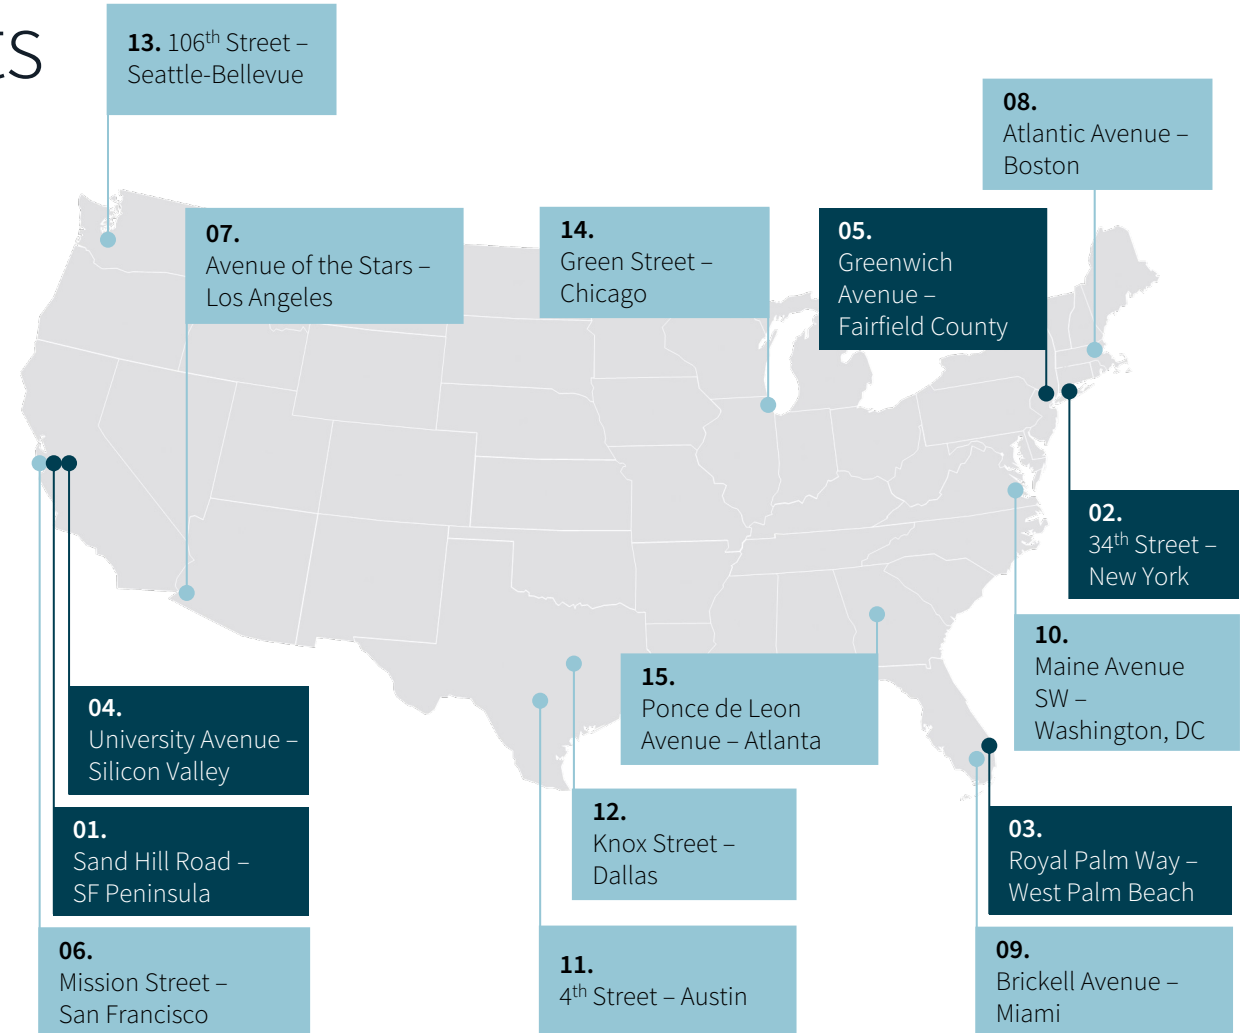 13. 106th Street –
Seattle-Bellevue
08.
Atlantic Avenue –
Boston
07.
Avenue of the Stars –
Los Angeles
14.
Green Street –
Chicago
05.
Greenwich
Avenue –
Fairfield County
02.
34th Street –
New York
10.
Maine Avenue
SW –
Washington, DC
15.
Ponce de Leon
Avenue – Atlanta
04.
University Avenue –
Silicon Valley
12.
Knox Street –
Dallas
01.
Sand Hill Road –
SF Peninsula
03.
Royal Palm Way –
West Palm Beach
06.
Mission Street –
San Francisco
11.
4th Street – Austin
09.
Brickell Avenue –
Miami